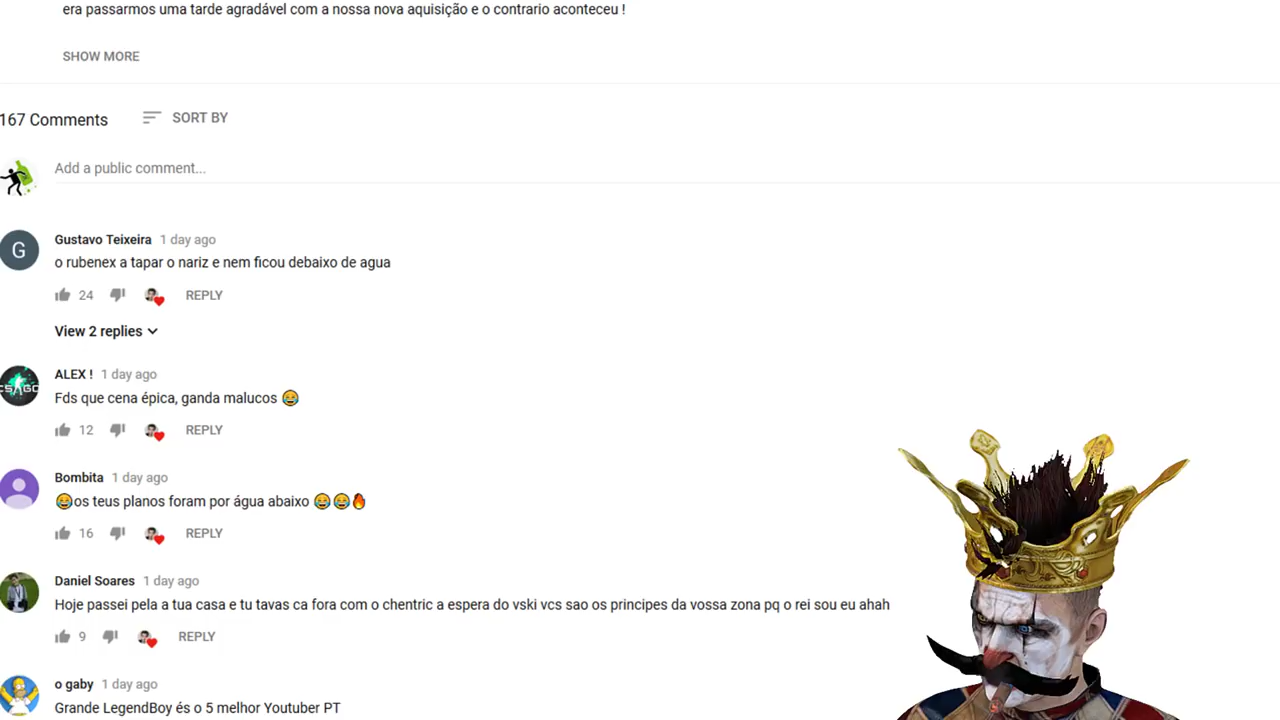 era passarmos uma tarde agradável com a nossa nova aquisição e o contrario aconteceu !
SHOW MORE
167 Comments
SORT BY
Add a public comment...
G
Gustavo Teixeira 1 day ago
o rubenex a tapar o nariz e nem ficou debaixo de agua
24 REPLY
View 2 replies
CS:GO
ALEX ! 1 day ago
Fds que cena épica, ganda malucos 😂
12 REPLY
Bombita 1 day ago
😂os teus planos foram por água abaixo 😂😂🔥
16 REPLY
Daniel Soares 1 day ago
Hoje passei pela a tua casa e tu tavas ca fora com o chentric a espera do vski vcs sao os principes da vossa zona pq o rei sou eu ahah
9 REPLY
o gaby 1 day ago
Grande LegendBoy és o 5 melhor Youtuber PT